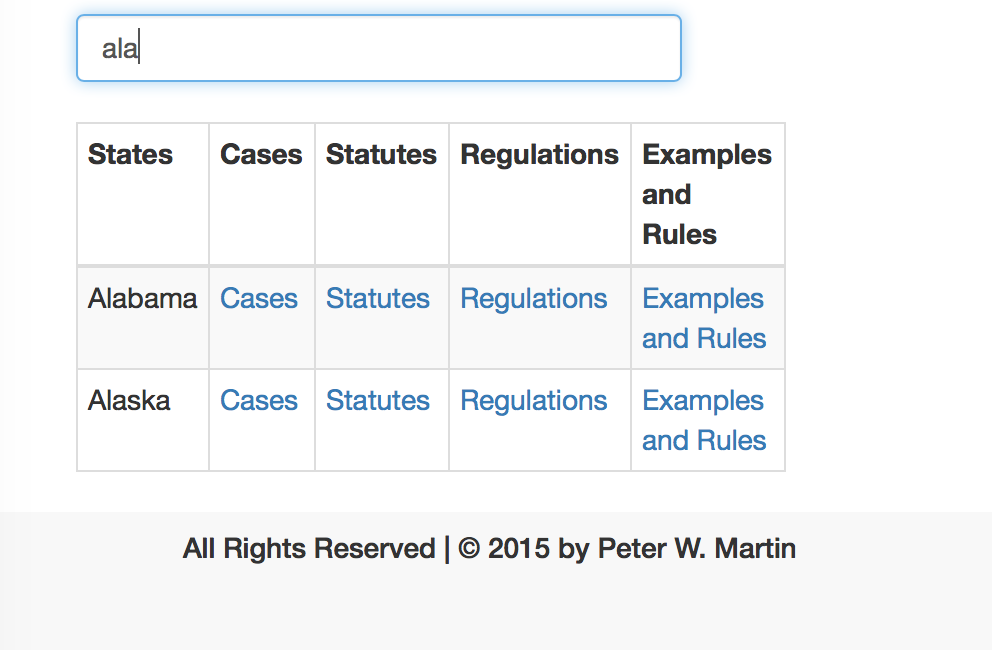 ala
States Cases Statutes Regulations Examples
and
Rules
Alabama Cases Statutes Regulations Examples
and Rules
Alaska Cases Statutes Regulations Examples
and Rules
All Rights Reserved | © 2015 by Peter W. Martin